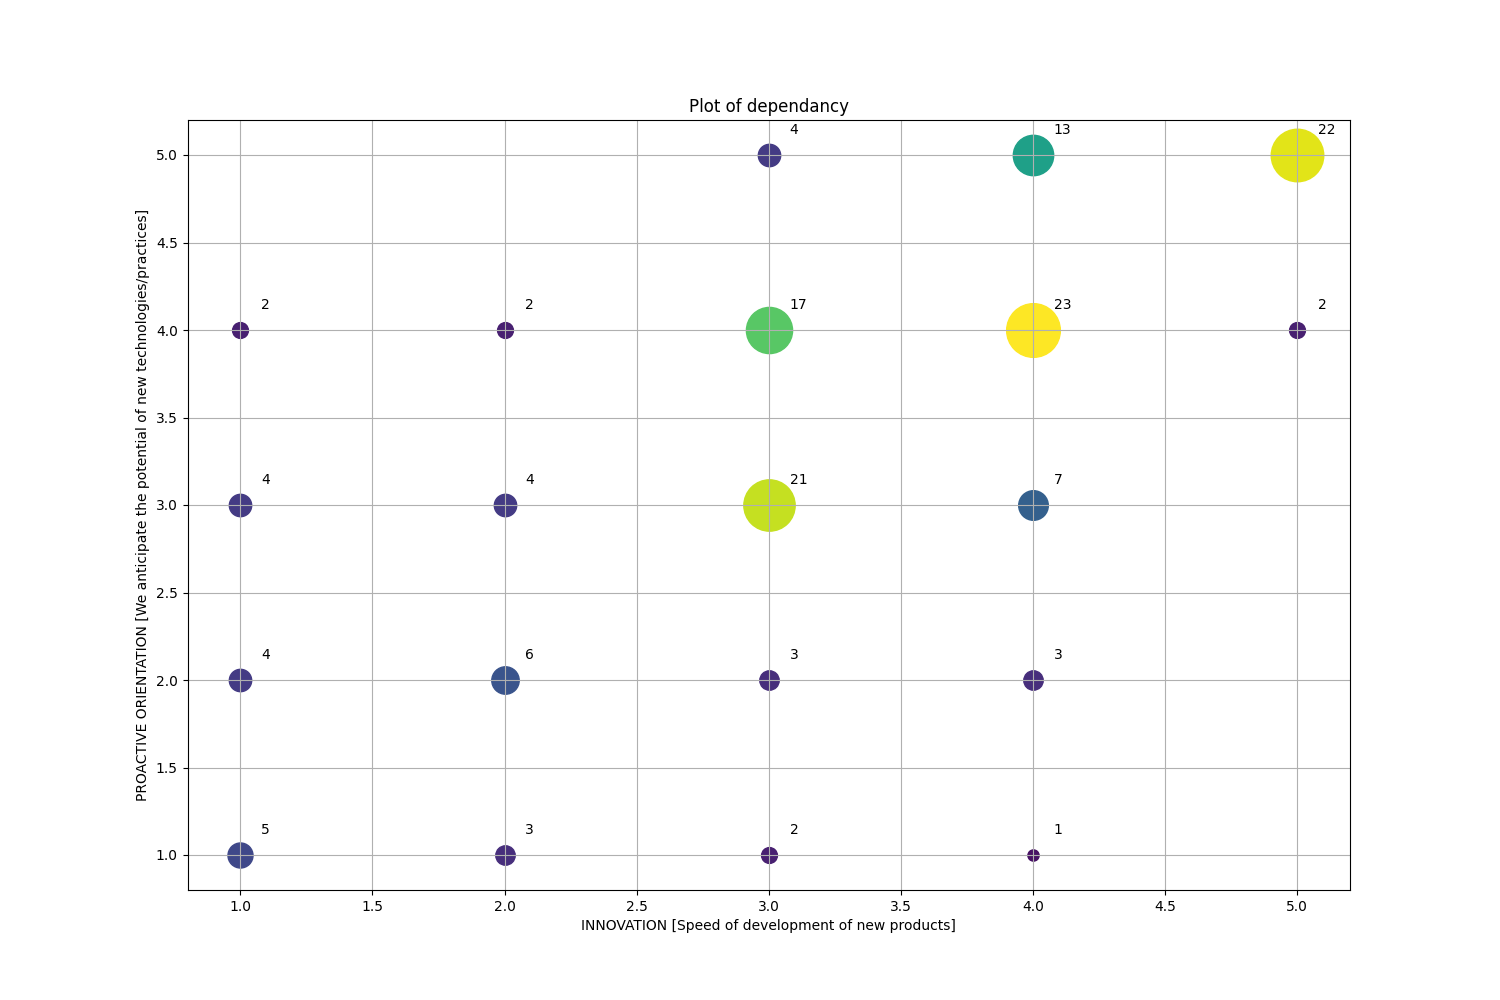 Plot of dependancy
4 13 22
5.0
4.5
2 2 17 23 2
4.0
3.5
4 4 21 7
3.0
2.5
4 6 3 3
2.0
1.5
5 3 2 1
1.0
1.0 1.5 2.0 2.5 3.0 3.5 4.0 4.5 5.0
INNOVATION [Speed of development of new products]
PROACTIVE ORIENTATION [We anticipate the potential of new technologies/practices]